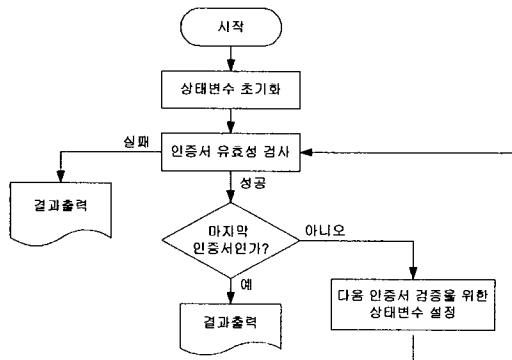 시작
상태변수 초기화
실패
인증서 유효성 검사
성공
결과출력
마지막
인증서인가?
아니오
예
다음 인증서 검증을 위한
상태변수 설정
결과출력